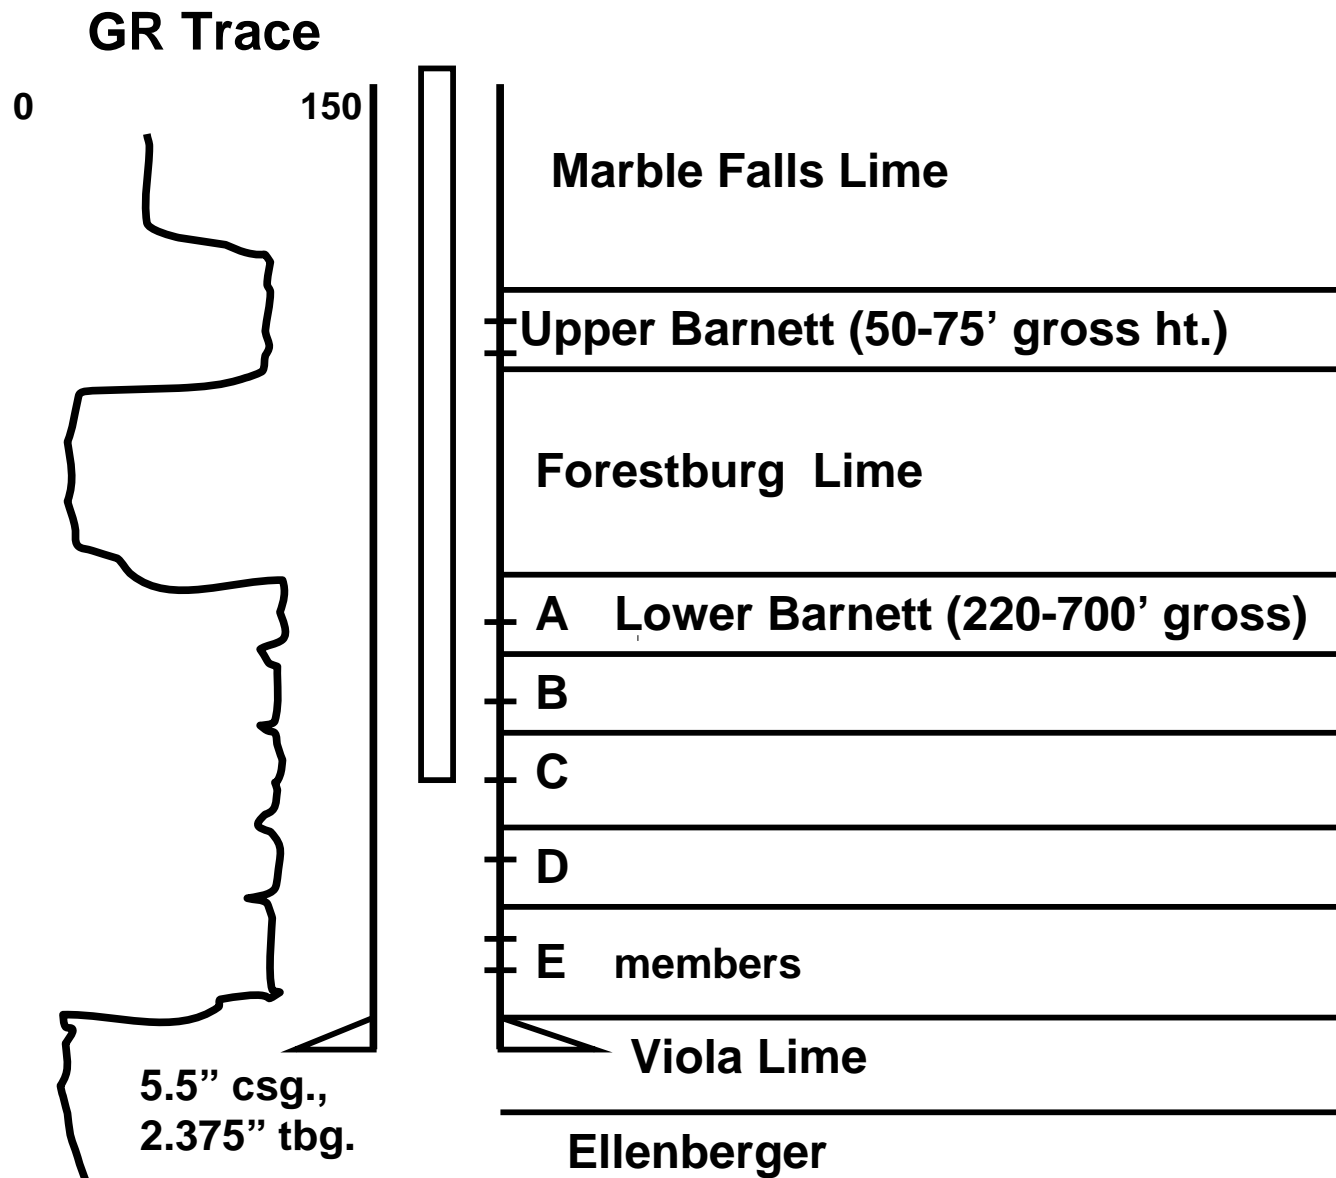 GR Trace
0 150
Marble Falls Lime
Upper Barnett (50-75’ gross ht.)
Forestburg Lime
A Lower Barnett (220-700’ gross)
B
C
D
E members
Viola Lime
5.5” csg.,
2.375” tbg.
Ellenberger